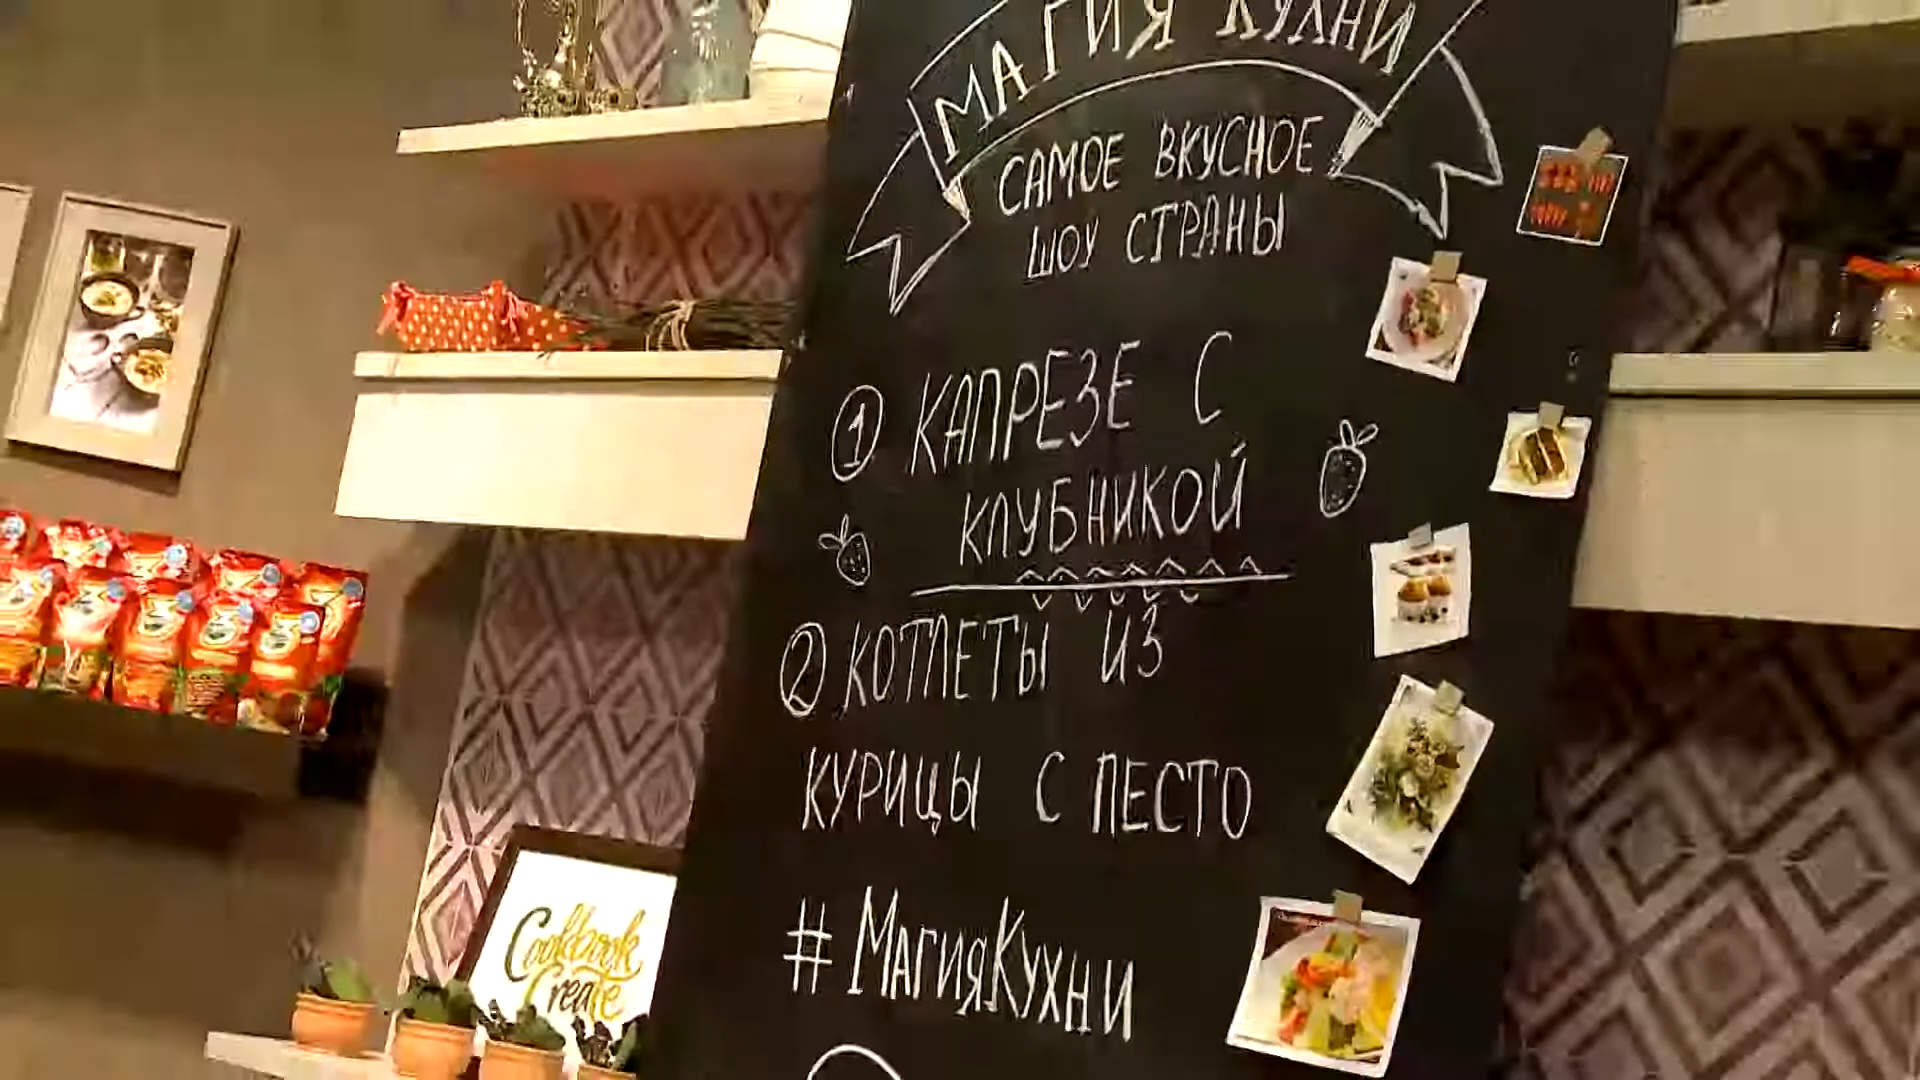 МАГИЯ КУХНИ
САМОЕ ВКУСНОЕ
ШОУ СТРАНЫ
1 КАПРЕЗЕ С
КЛУБНИКОЙ
2 КОТЛЕТЫ ИЗ
КУРИЦЫ С ПЕСТО
#МАГИЯКУХНИ
Cookbook
Create